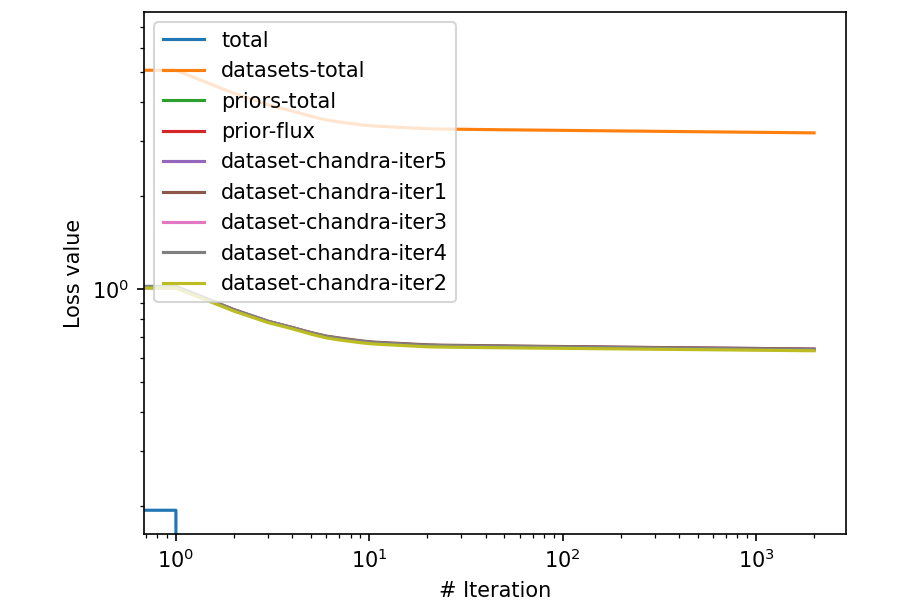 total
datasets-total
priors-total
prior-flux
dataset-chandra-iter5
dataset-chandra-iter1
dataset-chandra-iter3
dataset-chandra-iter4
dataset-chandra-iter2
Loss value
10⁰
10⁰ 10¹ 10² 10³
# Iteration